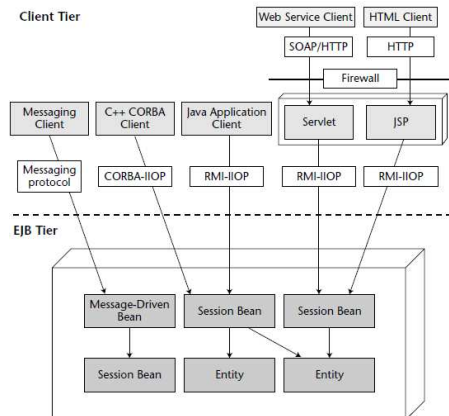 Client Tier
Web Service Client
HTML Client
SOAP/HTTP
HTTP
Firewall
Messaging
Client
C++ CORBA
Client
Java Application
Client
Servlet
JSP
Messaging
protocol
CORBA-IIOP
RMI-IIOP
RMI-IIOP
RMI-IIOP
EJB Tier
Message-Driven
Bean
Session Bean
Session Bean
Session Bean
Entity
Entity